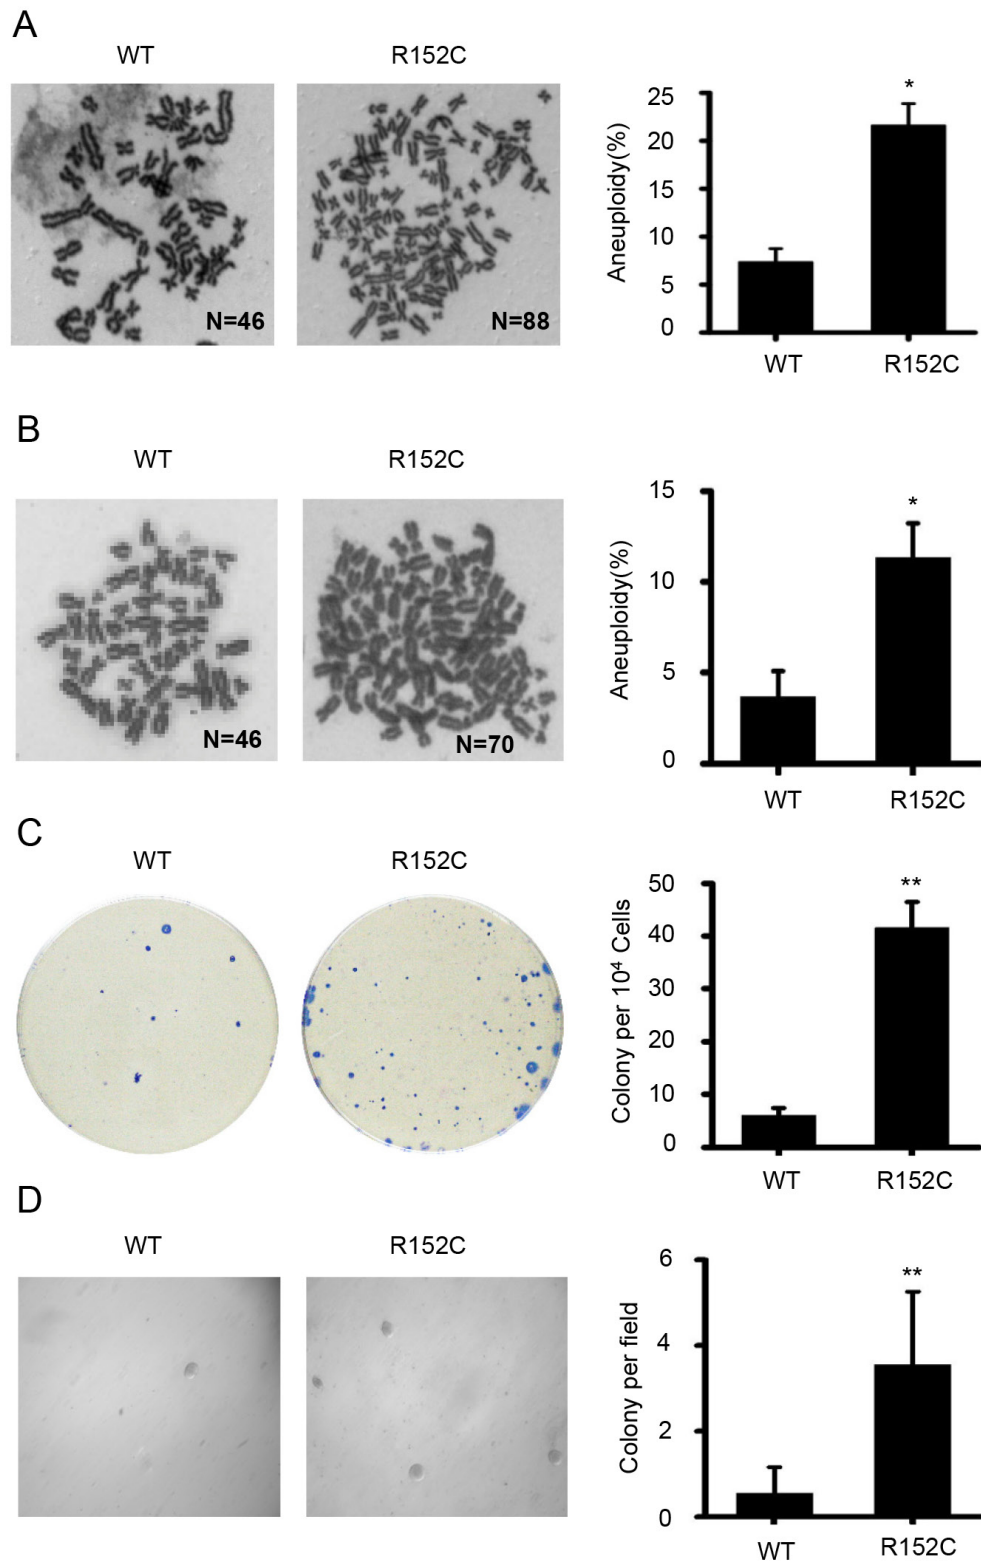 A
WT
R152C
N=46
N=88
Aneuploidy(%)
25
20
15
10
5
0
*
WT
R152C
B
WT
R152C
N=46
N=70
Aneuploidy(%)
15
10
5
0
*
WT
R152C
C
WT
R152C
Colony per 10⁴ Cells
50
40
30
20
10
0
**
WT
R152C
D
WT
R152C
Colony per field
6
4
2
0
**
WT
R152C